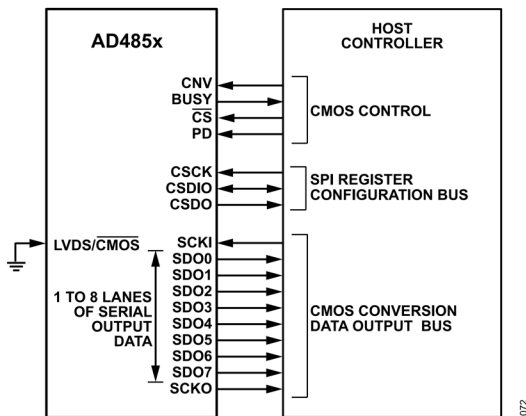 AD485x
HOST
CONTROLLER
CNV
BUSY
CS
PD
CMOS CONTROL
CSCK
CSDIO
CSDO
SPI REGISTER
CONFIGURATION BUS
LVDS/CMOS
SCKI
SDO0
SDO1
SDO2
SDO3
SDO4
SDO5
SDO6
SDO7
SCKO
1 TO 8 LANES
OF SERIAL
OUTPUT
DATA
CMOS CONVERSION
DATA OUTPUT BUS
072